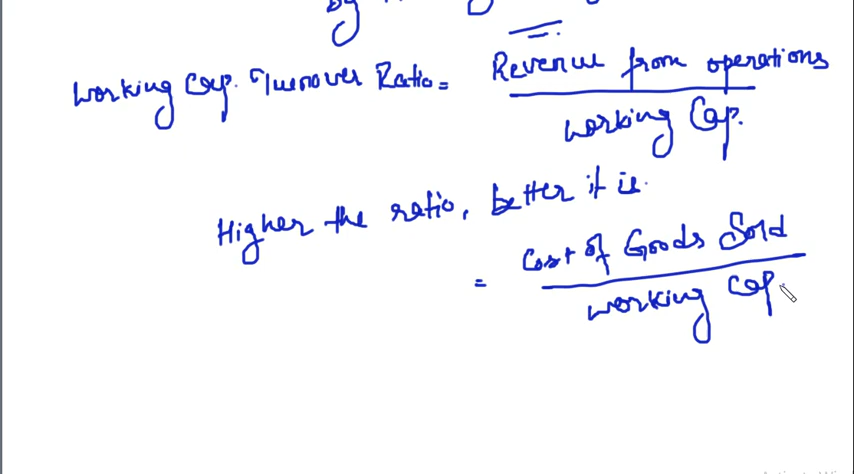 by
Working Cap. Turnover Ratio = Revenue from operations
Working Cap.
Higher the ratio, better it is.
= Cost of Goods Sold
Working Cap